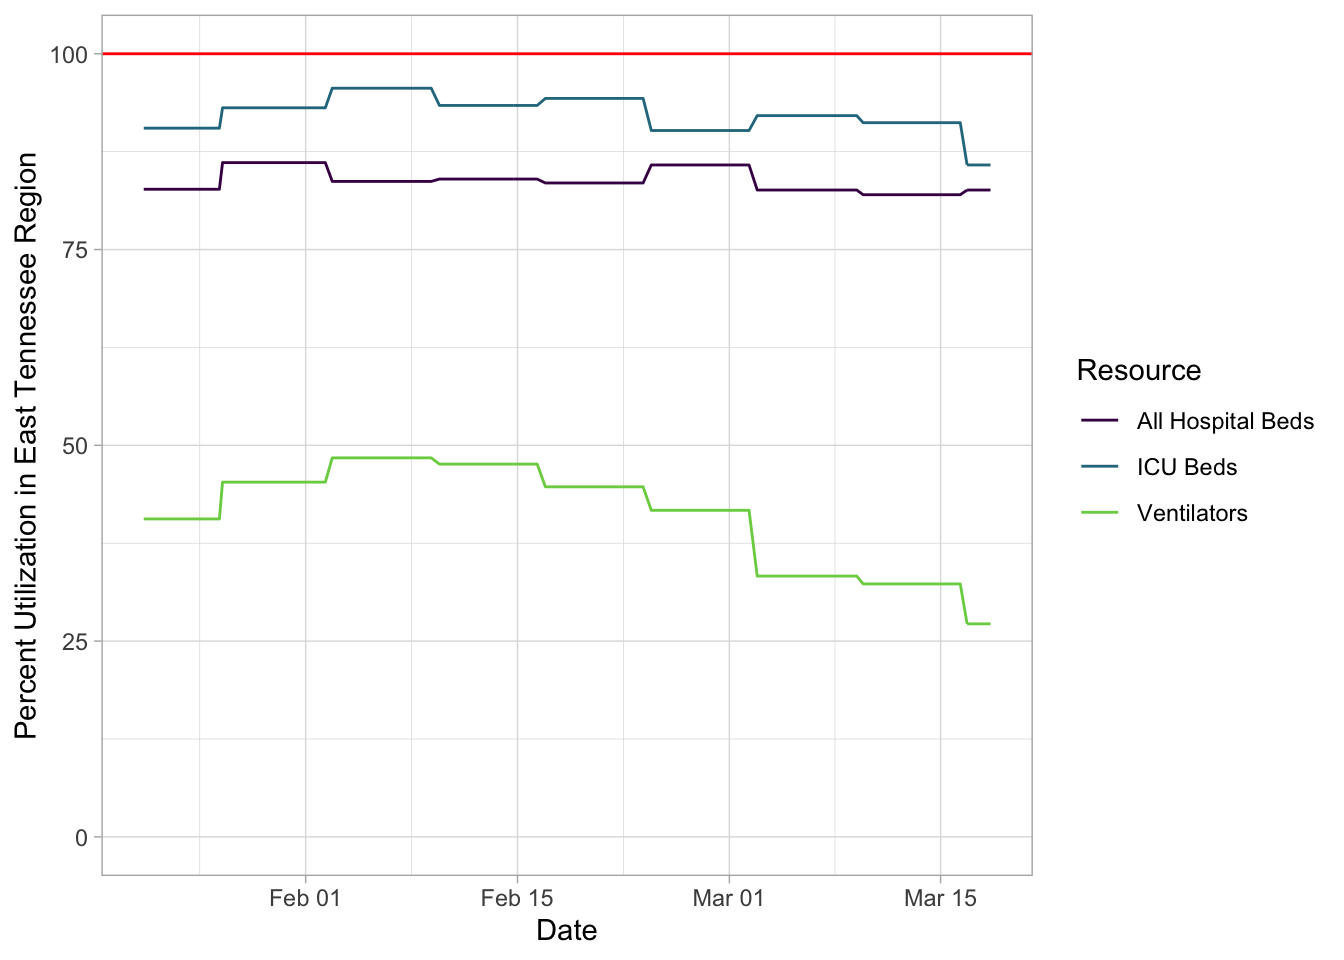 Percent Utilization in East Tennessee Region
100
75
50
25
0
Feb 01
Feb 15
Mar 01
Mar 15
Date
Resource
All Hospital Beds
ICU Beds
Ventilators